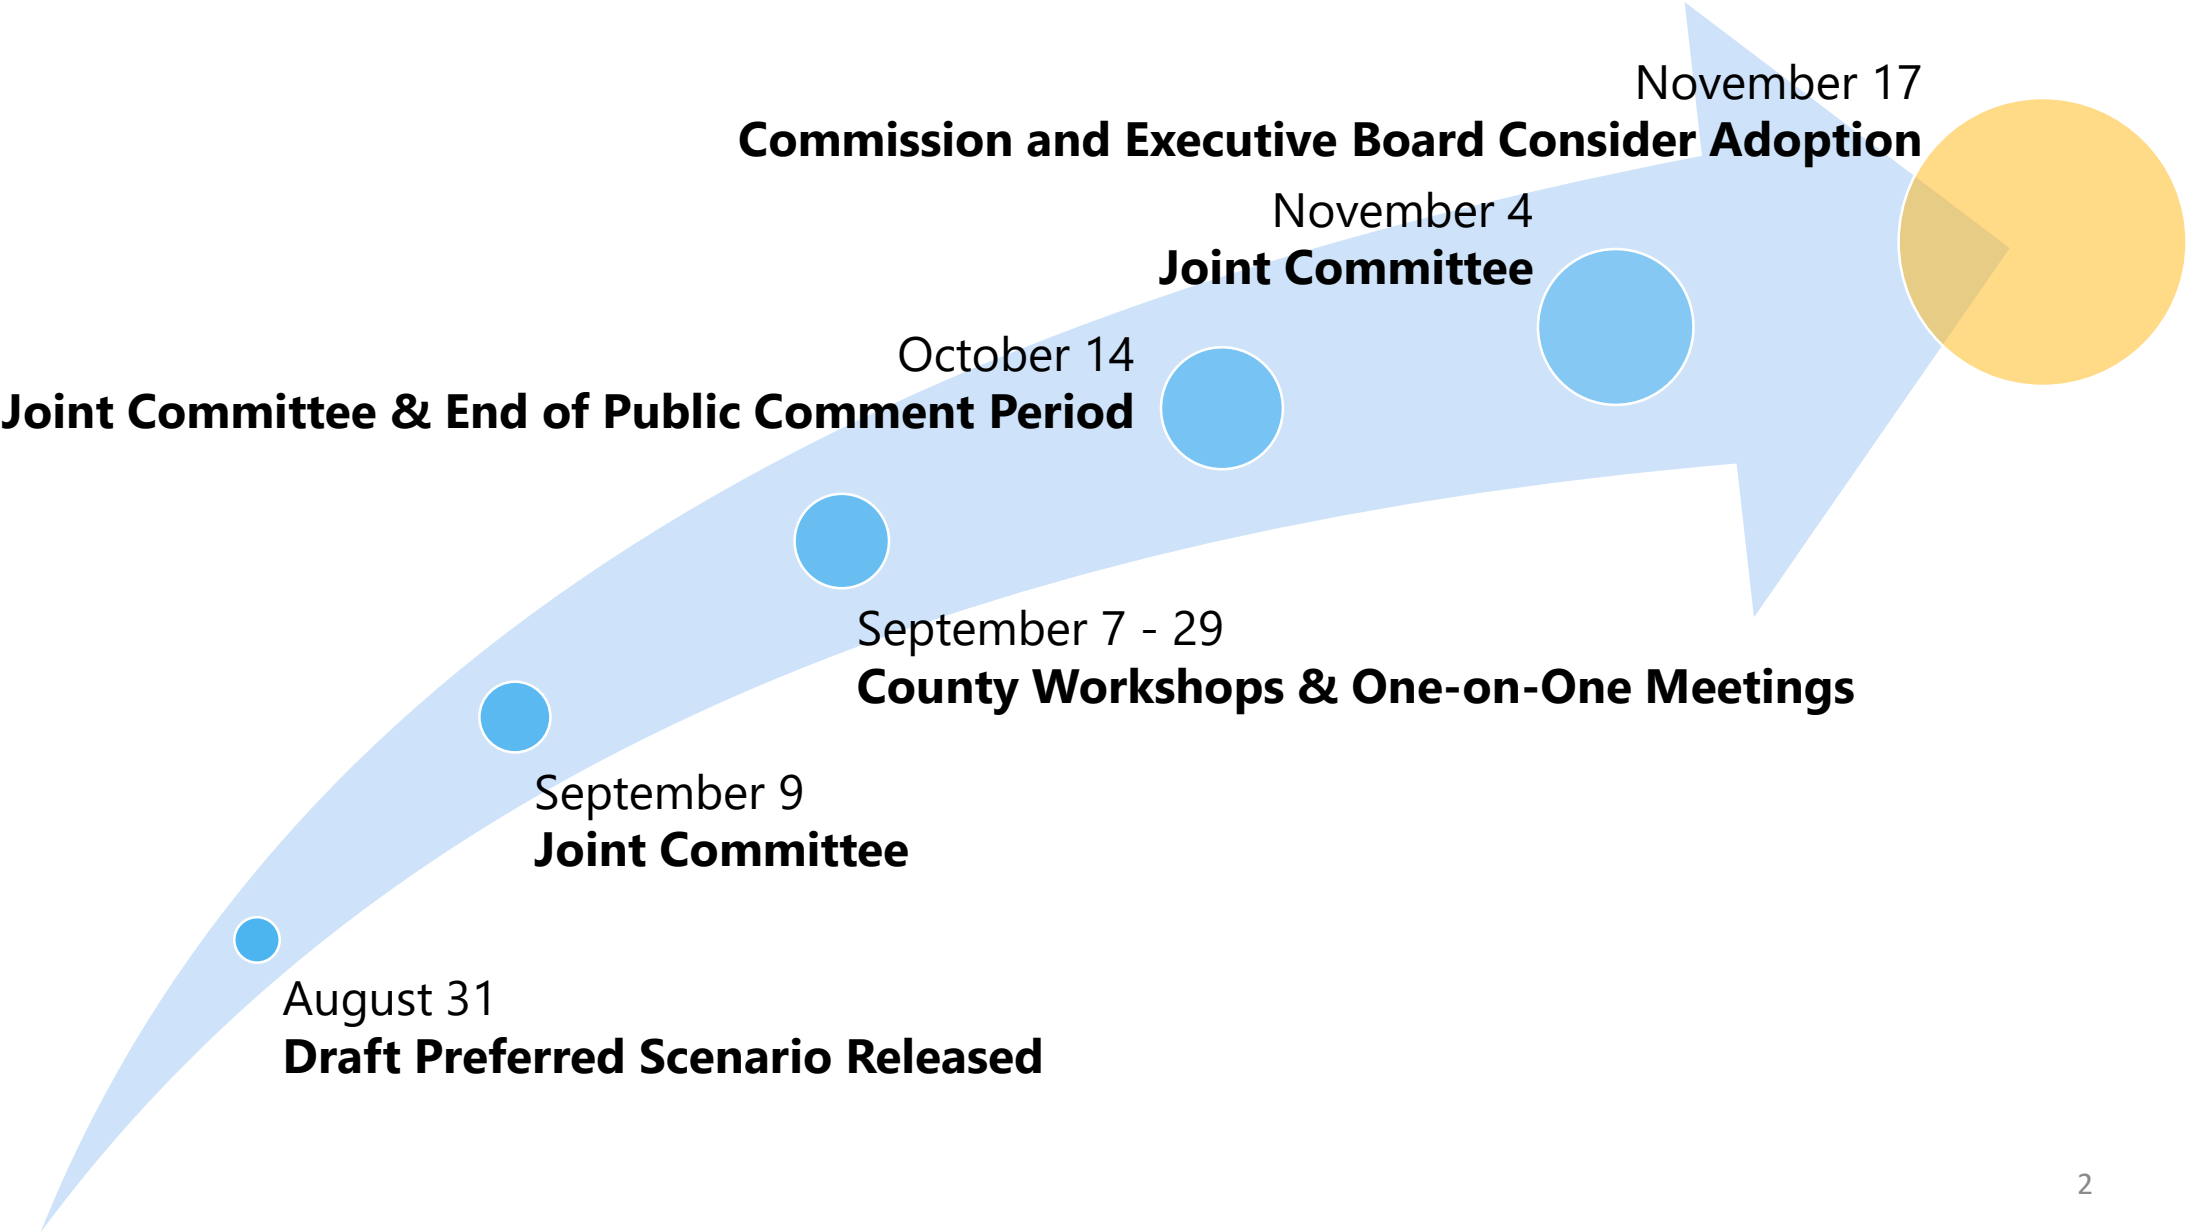 November 17
Commission and Executive Board Consider Adoption
November 4
Joint Committee
October 14
Joint Committee & End of Public Comment Period
September 7 - 29
County Workshops & One-on-One Meetings
September 9
Joint Committee
August 31
Draft Preferred Scenario Released
2